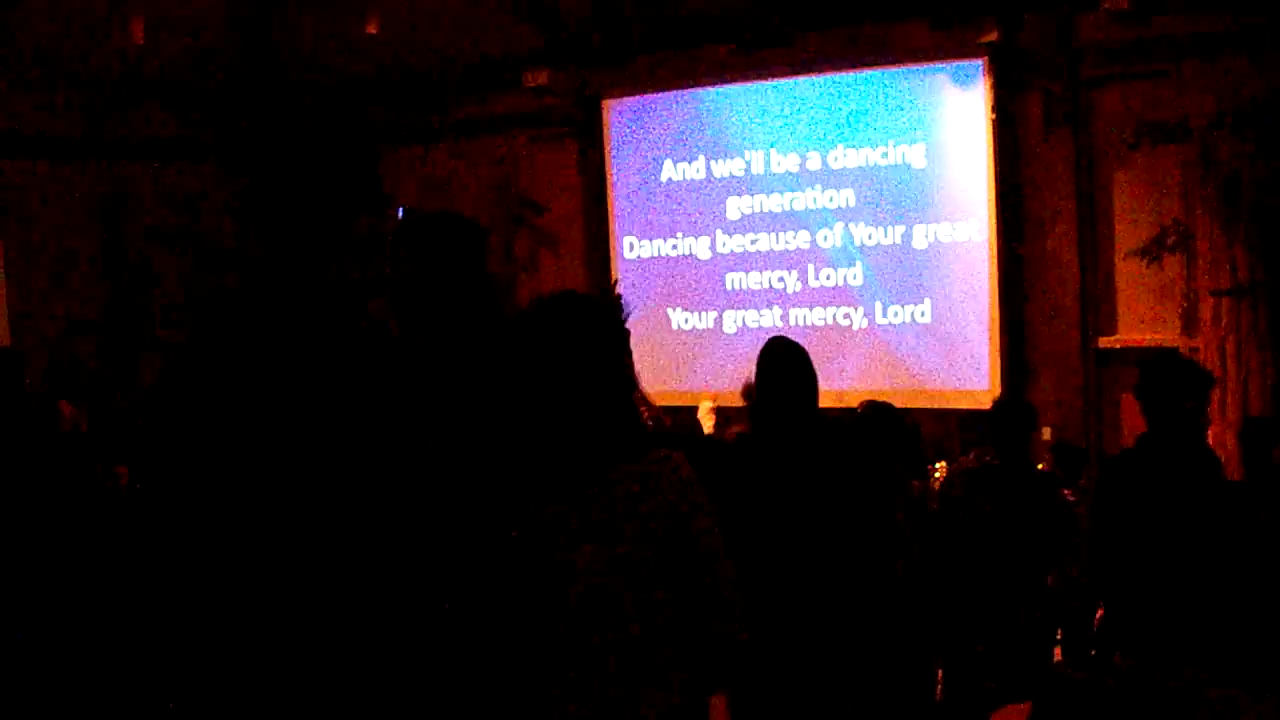 And we'll be a dancing
generation
Dancing because of Your great
mercy, Lord
Your great mercy, Lord